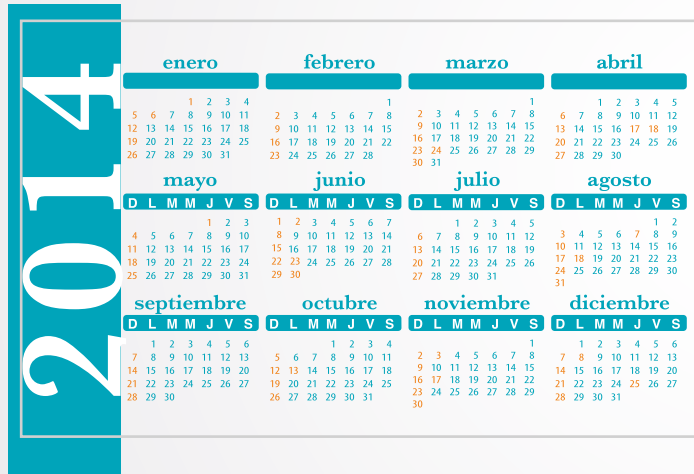 2014
enero febrero marzo abril
1 2 3 4
5 6 7 8 9 10 11
12 13 14 15 16 17 18
19 20 21 22 23 24 25
26 27 28 29 30 31
1
2 3 4 5 6 7 8
9 10 11 12 13 14 15
16 17 18 19 20 21 22
23 24 25 26 27 28
1
2 3 4 5 6 7 8
9 10 11 12 13 14 15
16 17 18 19 20 21 22
23 24 25 26 27 28 29
30 31
1 2 3 4 5
6 7 8 9 10 11 12
13 14 15 16 17 18 19
20 21 22 23 24 25 26
27 28 29 30
mayo junio julio agosto
D L M M J V S D L M M J V S D L M M J V S D L M M J V S
1 2 3
4 5 6 7 8 9 10
11 12 13 14 15 16 17
18 19 20 21 22 23 24
25 26 27 28 29 30 31
1 2 3 4 5 6 7
8 9 10 11 12 13 14
15 16 17 18 19 20 21
22 23 24 25 26 27 28
29 30
1 2 3 4 5
6 7 8 9 10 11 12
13 14 15 16 17 18 19
20 21 22 23 24 25 26
27 28 29 30 31
1 2
3 4 5 6 7 8 9
10 11 12 13 14 15 16
17 18 19 20 21 22 23
24 25 26 27 28 29 30
31
septiembre octubre noviembre diciembre
D L M M J V S D L M M J V S D L M M J V S D L M M J V S
1 2 3 4 5 6
7 8 9 10 11 12 13
14 15 16 17 18 19 20
21 22 23 24 25 26 27
28 29 30
1 2 3 4
5 6 7 8 9 10 11
12 13 14 15 16 17 18
19 20 21 22 23 24 25
26 27 28 29 30 31
1
2 3 4 5 6 7 8
9 10 11 12 13 14 15
16 17 18 19 20 21 22
23 24 25 26 27 28 29
30
1 2 3 4 5 6
7 8 9 10 11 12 13
14 15 16 17 18 19 20
21 22 23 24 25 26 27
28 29 30 31